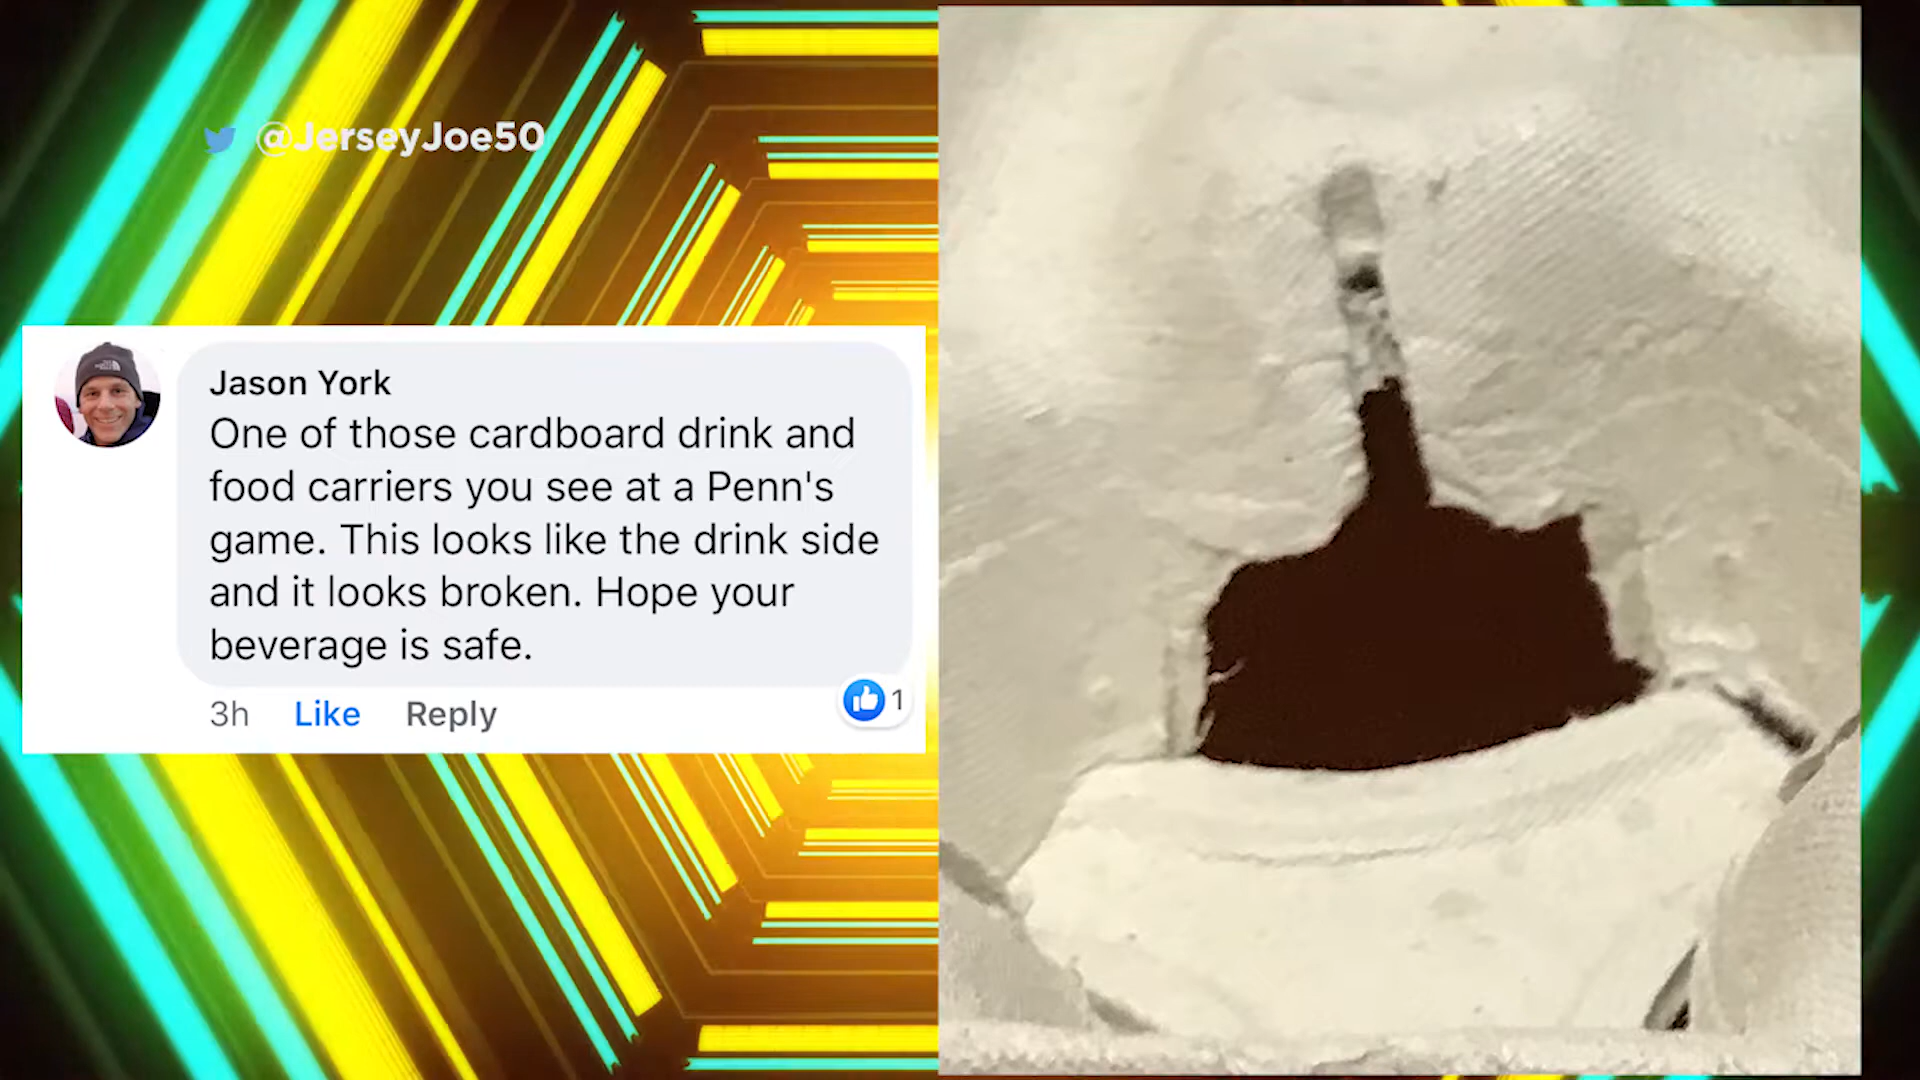 @JerseyJoe50
Jason York
One of those cardboard drink and
food carriers you see at a Penn's
game. This looks like the drink side
and it looks broken. Hope your
beverage is safe.
3h Like Reply 1